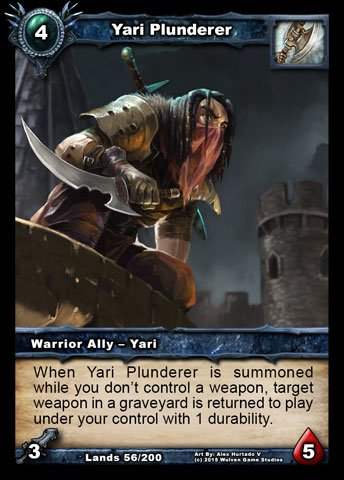 4
Yari Plunderer
Warrior Ally – Yari
When Yari Plunderer is summoned
while you don't control a weapon, target
weapon in a graveyard is returned to play
under your control with 1 durability.
3
Lands 56/200
Art By: Alex Hurtado V
(c) 2015 Wulven Game Studios
5